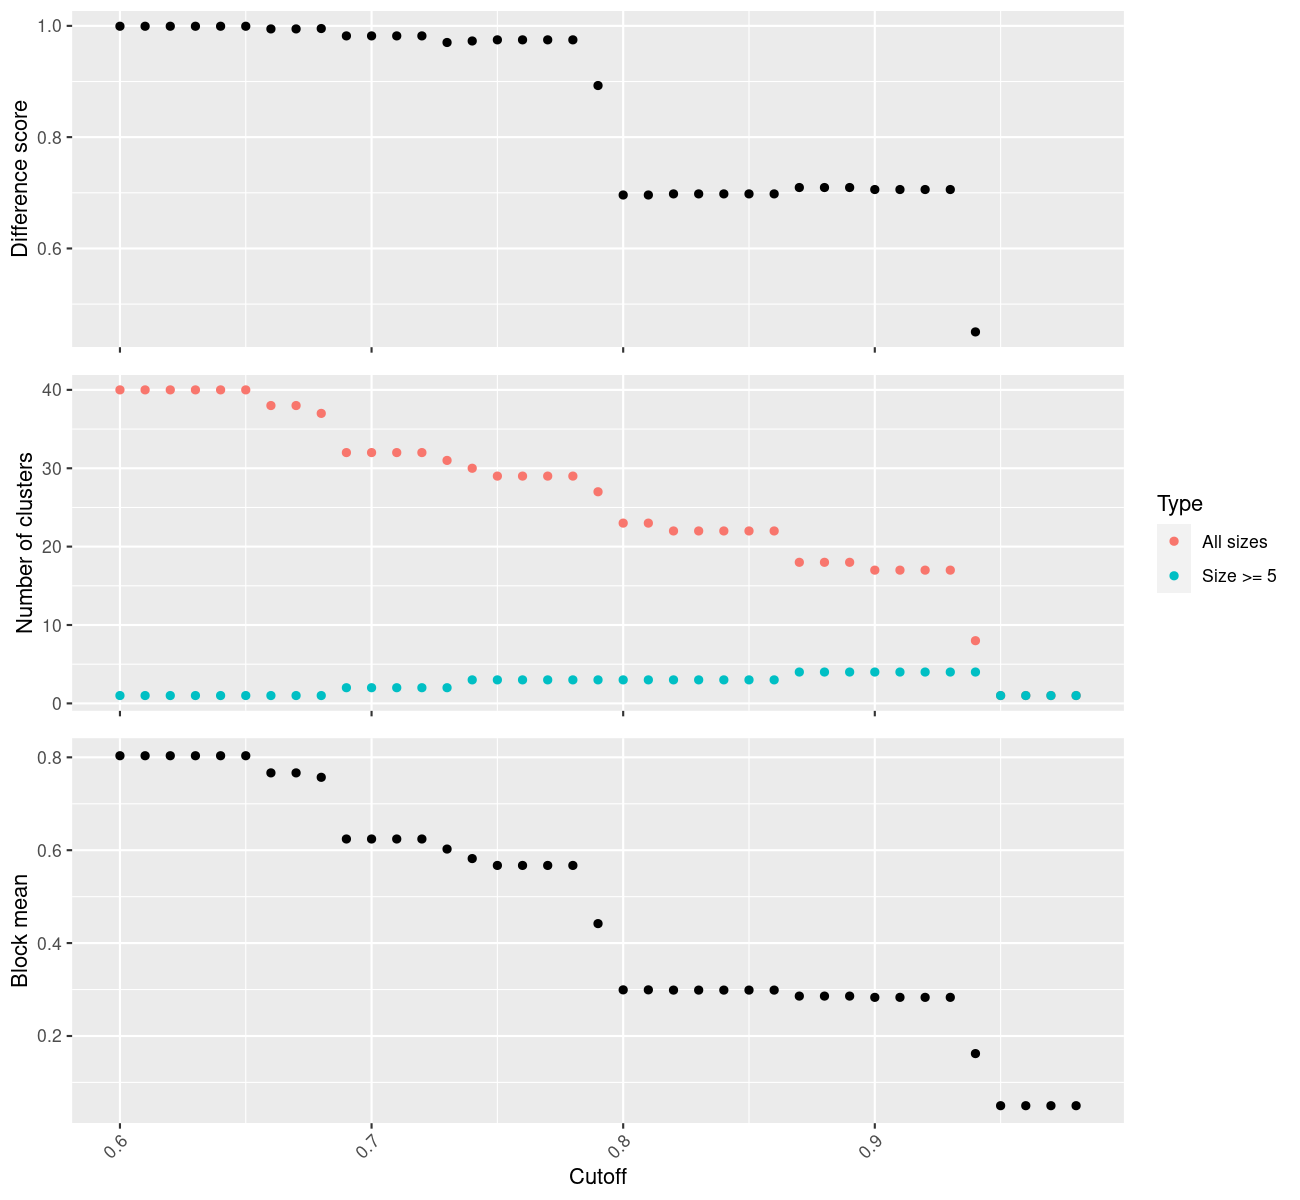 Difference score
1.0
0.8
0.6
Number of clusters
40
30
20
10
0
Type
All sizes
Size >= 5
Block mean
0.8
0.6
0.4
0.2
0.6
0.7
0.8
0.9
Cutoff